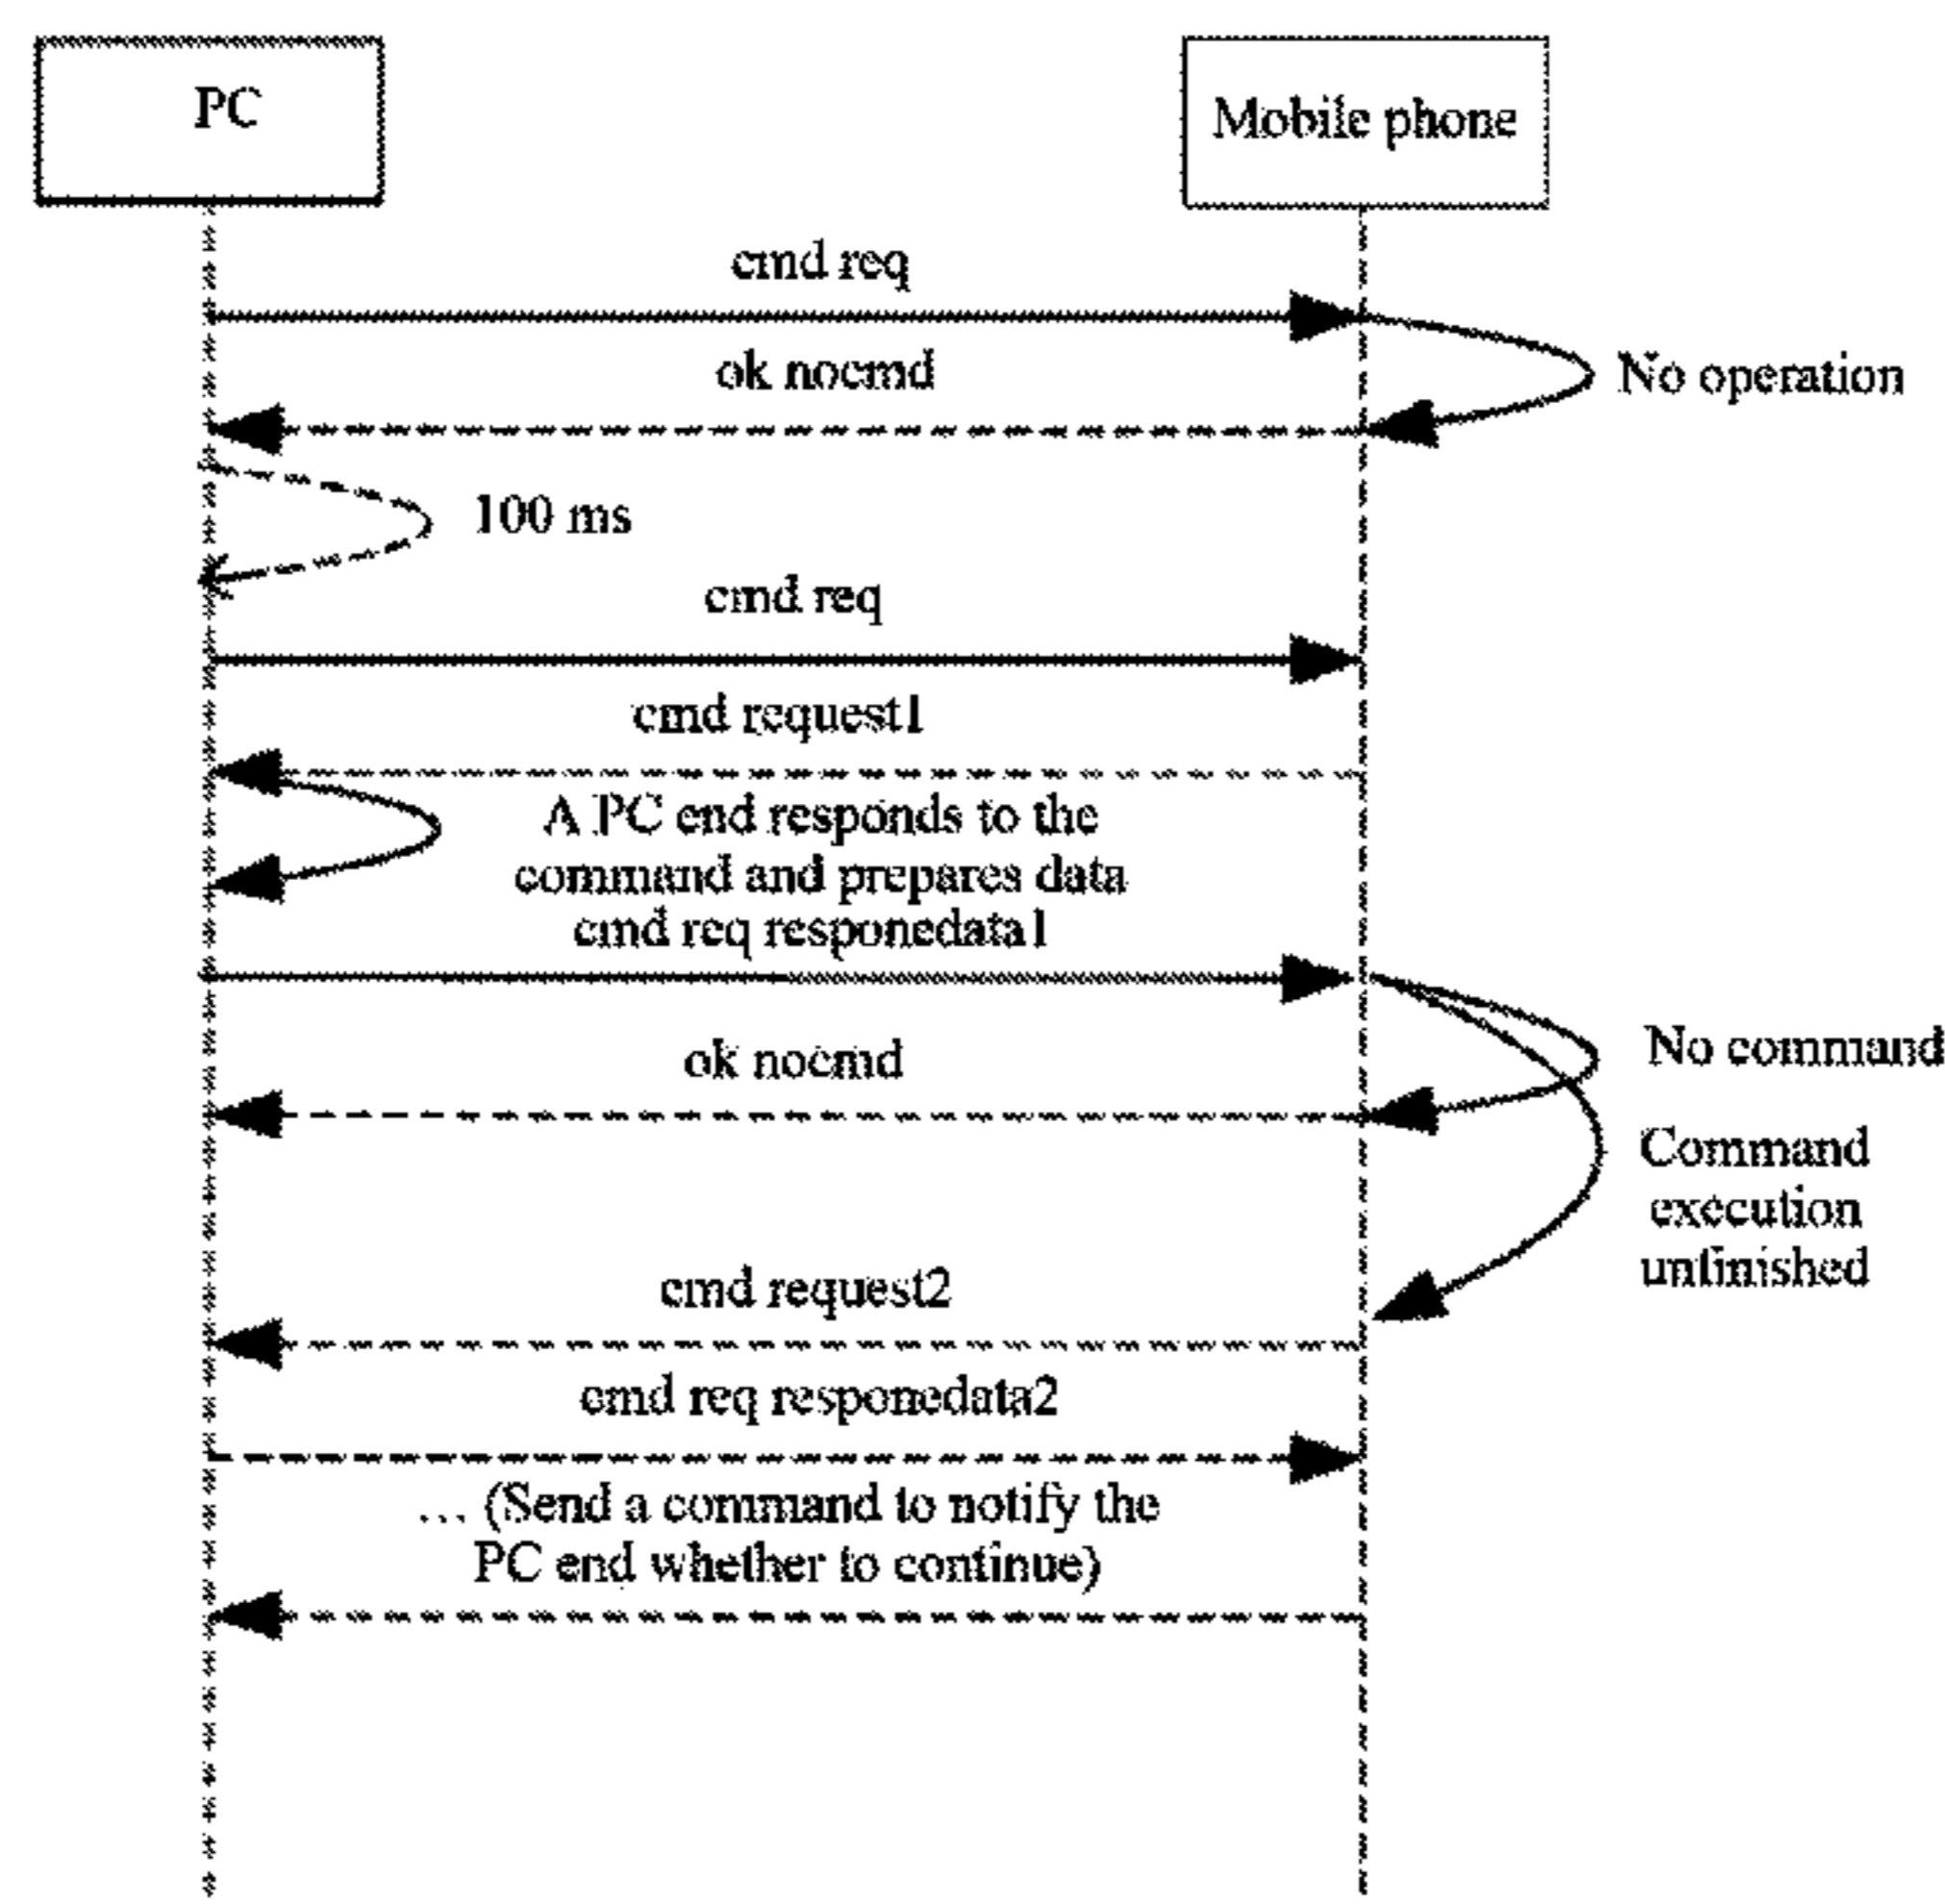 PC
Mobile phone
cmd req
ok nocmd
No operation
100 ms
cmd req
cmd request1
A PC end responds to the
command and prepares data
cmd req responedata1
No command
ok nocmd
Command
execution
unfinished
cmd request2
cmd req responedata2
... (Send a command to notify the
PC end whether to continue)